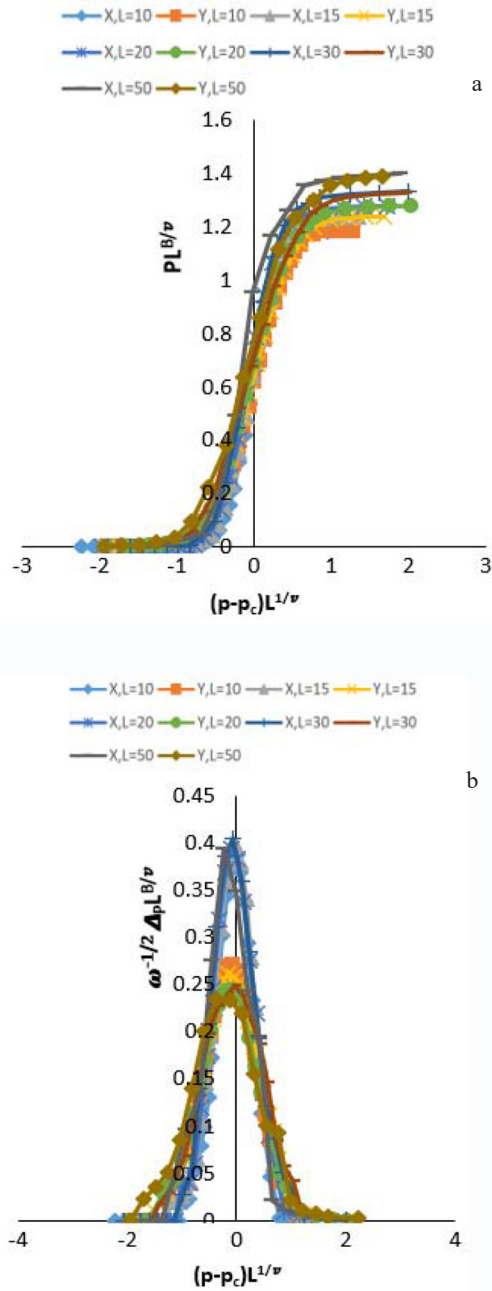 X,L=10 Y,L=10 X,L=15 Y,L=15
X,L=20 Y,L=20 X,L=30 Y,L=30
X,L=50 Y,L=50
a
1.6
1.4
1.2
1
0.8
0.6
0.4
0.2
0
PL^B/ν
-3 -2 -1 0 1 2 3
(p-p_c)L^1/ν
X,L=10 Y,L=10 X,L=15 Y,L=15
X,L=20 Y,L=20 X,L=30 Y,L=30
X,L=50 Y,L=50
b
0.45
0.4
0.35
0.3
0.25
0.2
0.15
0.1
0.05
0
ω^-1/2 Δ_pL^B/ν
-4 -2 0 2 4
(p-p_c)L^1/ν